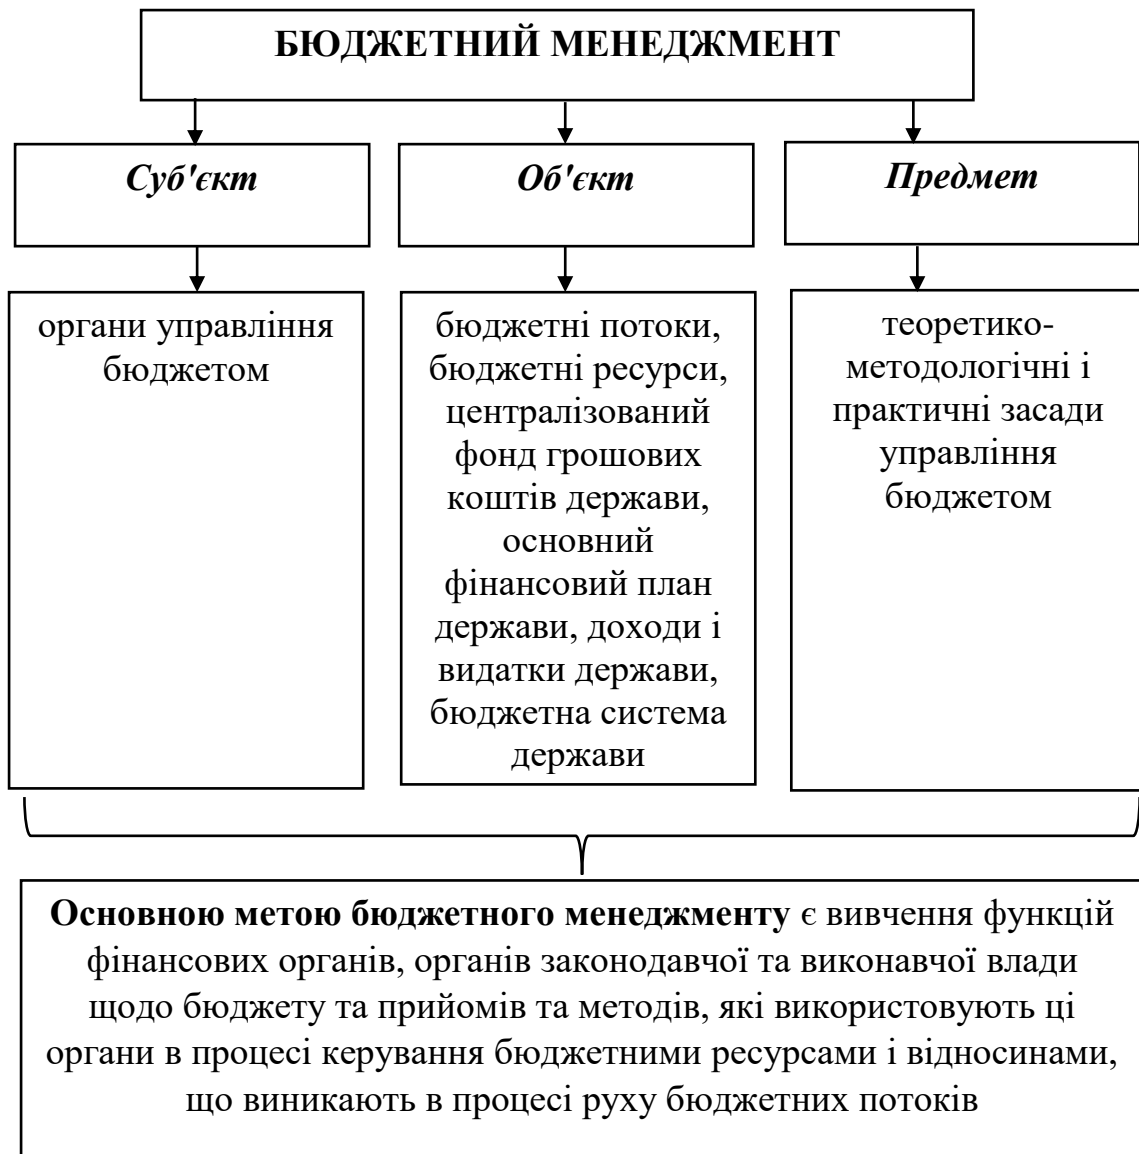 БЮДЖЕТНИЙ МЕНЕДЖМЕНТ
Суб'єкт
Об'єкт
Предмет
органи управління
бюджетом
бюджетні потоки,
бюджетні ресурси,
централізований
фонд грошових
коштів держави,
основний
фінансовий план
держави, доходи і
видатки держави,
бюджетна система
держави
теоретико-
методологічні і
практичні засади
управління
бюджетом
Основною метою бюджетного менеджменту є вивчення функцій
фінансових органів, органів законодавчої та виконавчої влади
щодо бюджету та прийомів та методів, які використовують ці
органи в процесі керування бюджетними ресурсами і відносинами,
що виникають в процесі руху бюджетних потоків